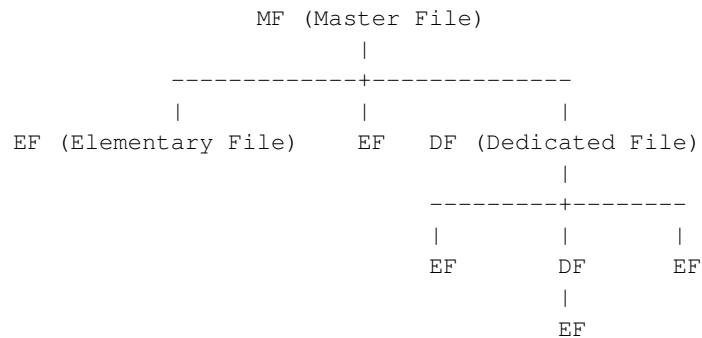 MF (Master File)
|
-------------+--------------
| | |
EF (Elementary File) EF DF (Dedicated File)
|
---------+--------
| | |
EF DF EF
|
EF